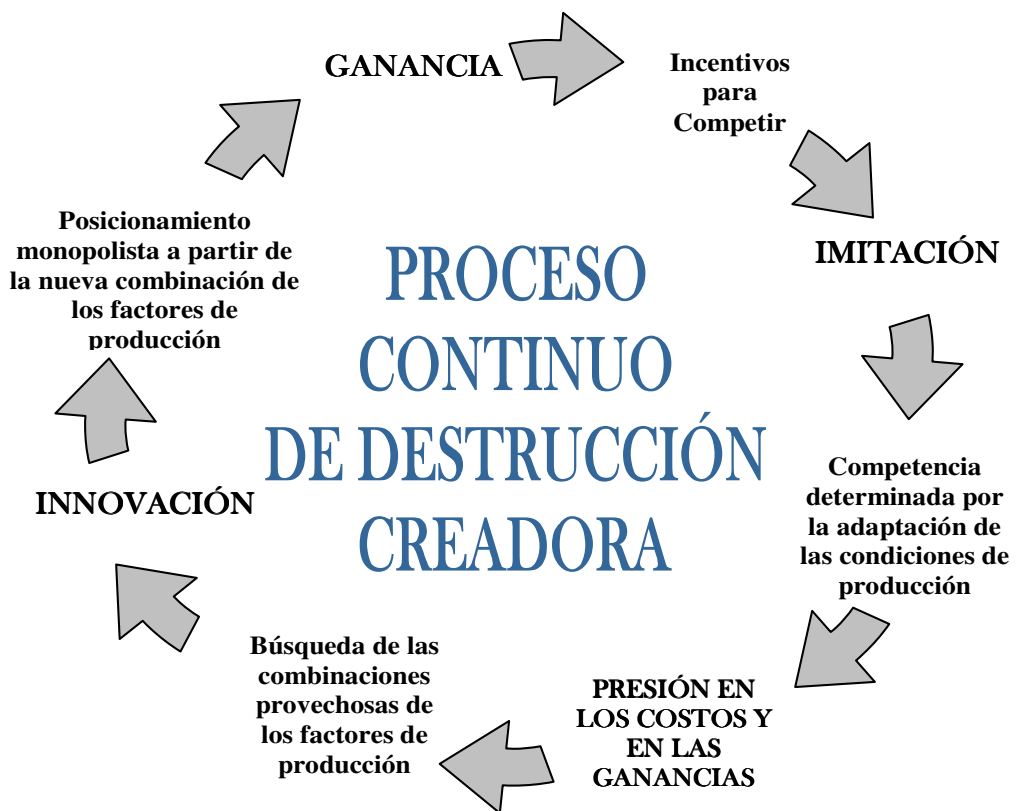 GANANCIA
Incentivos
para
Competir
IMITACIÓN
Competencia
determinada por
la adaptación de
las condiciones de
producción
PRESIÓN EN
LOS COSTOS Y
EN LAS
GANANCIAS
Búsqueda de las
combinaciones
provechosas de
los factores de
producción
INNOVACIÓN
Posicionamiento
monopolista a partir de
la nueva combinación de
los factores de
producción
PROCESO
CONTINUO
DE DESTRUCCIÓN
CREADORA